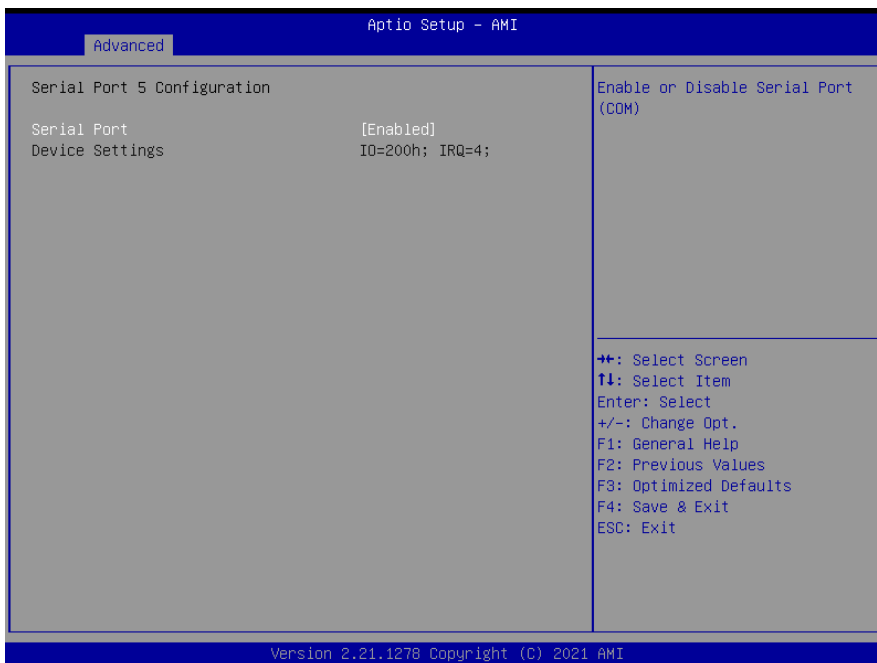 Aptio Setup – AMI
Advanced
Serial Port 5 Configuration
Serial Port [Enabled]
Device Settings IO=200h; IRQ=4;
Enable or Disable Serial Port
(COM)
→←: Select Screen
↑↓: Select Item
Enter: Select
+/-: Change Opt.
F1: General Help
F2: Previous Values
F3: Optimized Defaults
F4: Save & Exit
ESC: Exit
Version 2.21.1278 Copyright (C) 2021 AMI